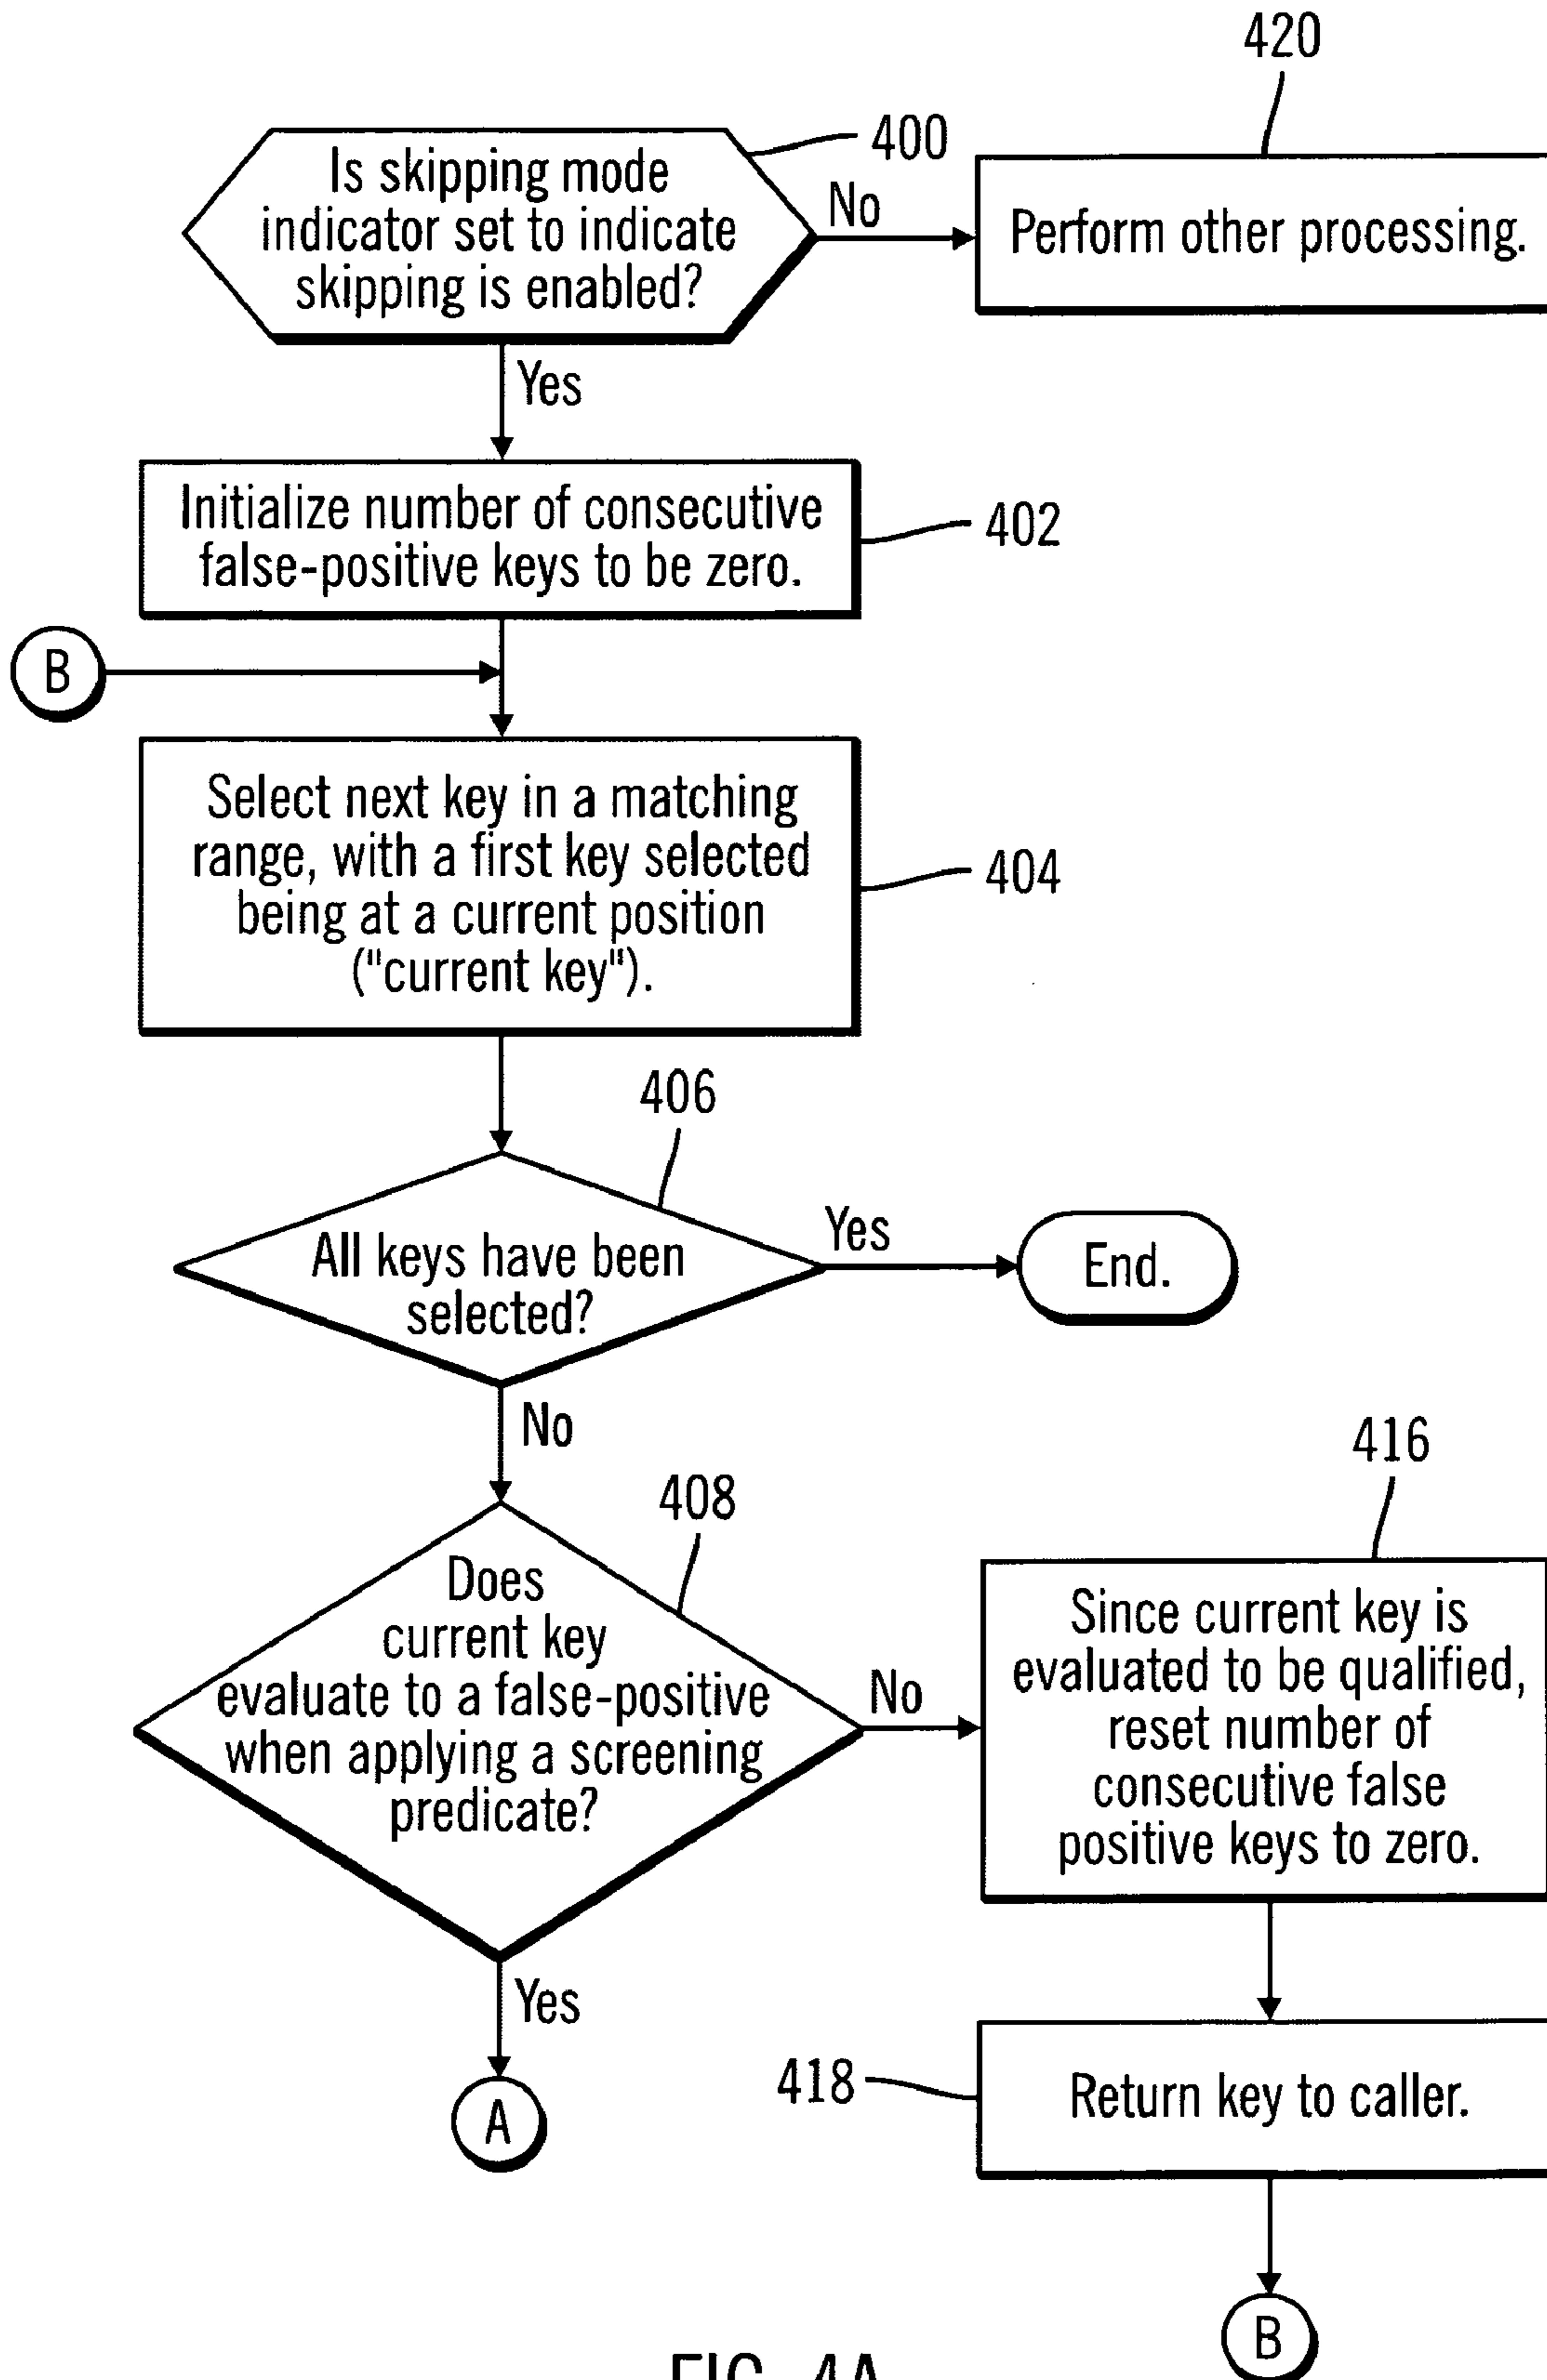 420
400
Is skipping mode
indicator set to indicate
skipping is enabled?
No
Perform other processing.
Yes
Initialize number of consecutive
false-positive keys to be zero.
402
B
Select next key in a matching
range, with a first key selected
being at a current position
("current key").
404
406
All keys have been
selected?
Yes
End.
No
408
416
Does
current key
evaluate to a false-positive
when applying a screening
predicate?
No
Since current key is
evaluated to be qualified,
reset number of
consecutive false
positive keys to zero.
Yes
A
418
Return key to caller.
B
FIG. 4A